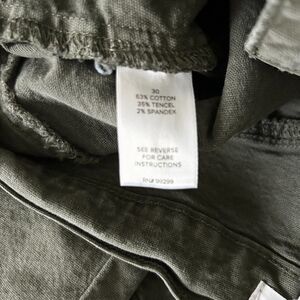 30
63% COTTON
35% TENCEL
2% SPANDEX
SEE REVERSE
FOR CARE
INSTRUCTIONS
RN# 99299